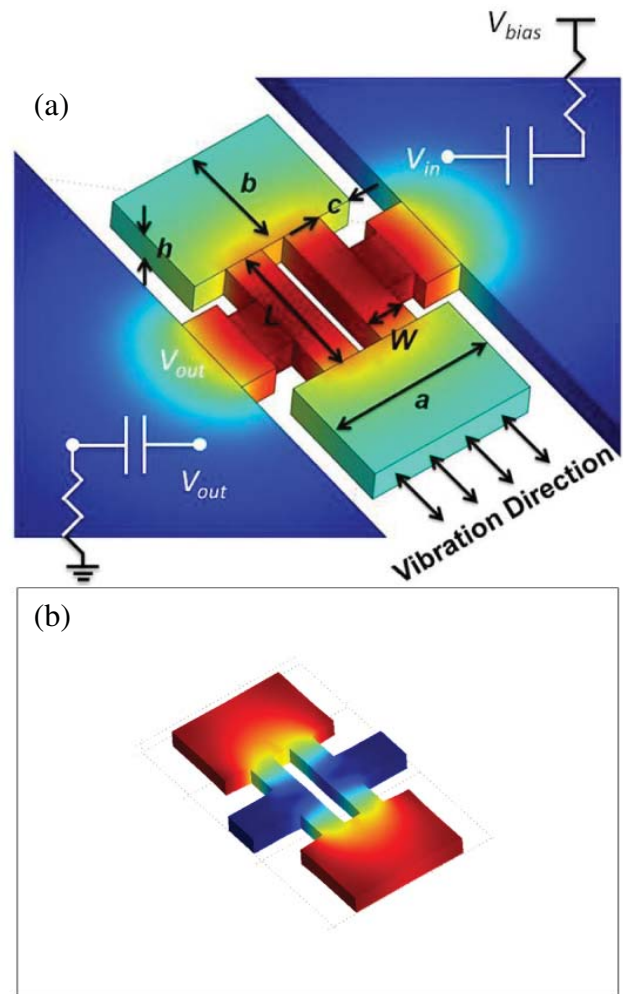 (a)
V_bias
V_in
b
c
h
L
W
V_out
a
V_out
Vibration Direction
(b)